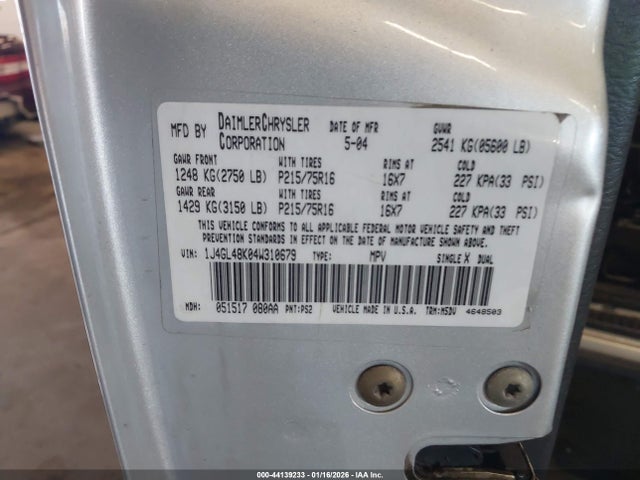 MFD BY DAIMLERCHRYSLER CORPORATION DATE OF MFR 5-04 GVWR 2541 KG(05600 LB)
GAWR FRONT WITH TIRES RIMS AT COLD
1248 KG(2750 LB) P215/75R16 16X7 227 KPA(33 PSI)
GAWR REAR WITH TIRES RIMS AT COLD
1429 KG(3150 LB) P215/75R16 16X7 227 KPA(33 PSI)
THIS VEHICLE CONFORMS TO ALL APPLICABLE FEDERAL MOTOR VEHICLE SAFETY AND THEFT
PREVENTION STANDARDS IN EFFECT ON THE DATE OF MANUFACTURE SHOWN ABOVE.
VIN: 1J4GL48K04W310679 TYPE: MPV SINGLE X DUAL
MDH: 051517 080AA PNT:PS2 VEHICLE MADE IN U.S.A. TRM:M5DV 4648503
000-44139233 - 01/16/2026 - IAA Inc.